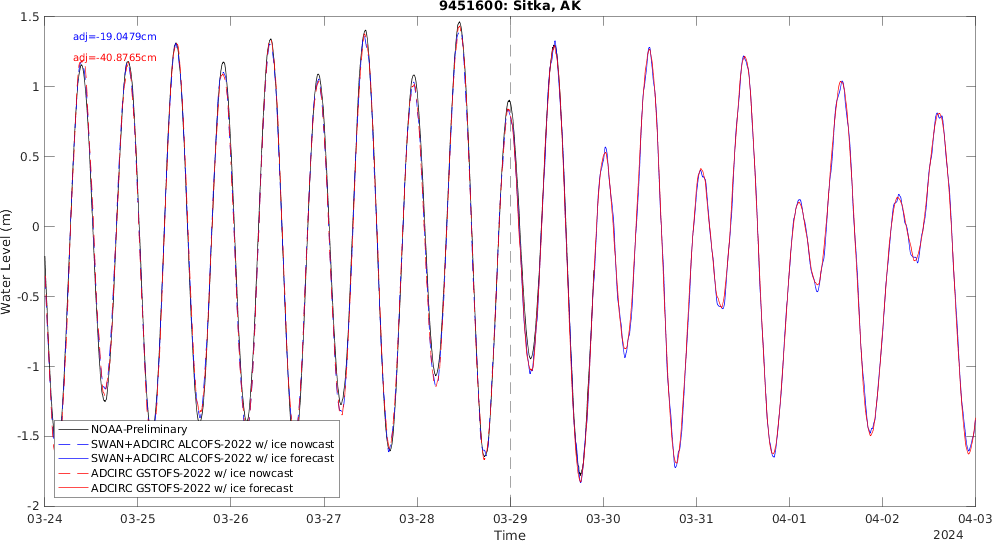 9451600: Sitka, AK
adj=-19.0479cm
adj=-40.8765cm
Water Level (m)
1.5
1
0.5
0
-0.5
-1
-1.5
-2
NOAA-Preliminary
SWAN+ADCIRC ALCOFS-2022 w/ ice nowcast
SWAN+ADCIRC ALCOFS-2022 w/ ice forecast
ADCIRC GSTOFS-2022 w/ ice nowcast
ADCIRC GSTOFS-2022 w/ ice forecast
03-24 03-25 03-26 03-27 03-28 03-29 03-30 03-31 04-01 04-02 04-03
Time
2024